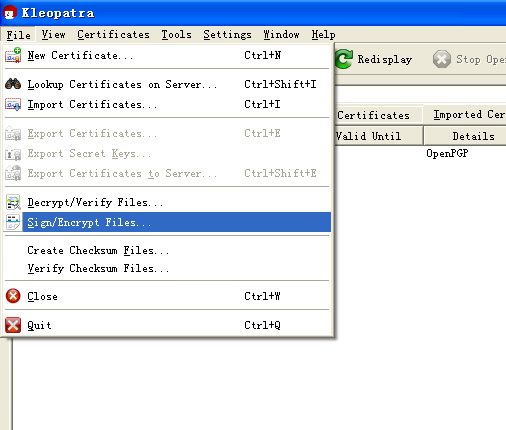 Kleopatra
File View Certificates Tools Settings Window Help
New Certificate... Ctrl+N
Redisplay Stop Oper
Lookup Certificates on Server... Ctrl+Shift+I
Import Certificates... Ctrl+I
Certificates Imported Cer
Export Certificates... Ctrl+E
Valid Until Details
Export Secret Keys...
OpenPGP
Export Certificates to Server... Ctrl+Shift+E
Decrypt/Verify Files...
Sign/Encrypt Files...
Create Checksum Files...
Verify Checksum Files...
Close Ctrl+W
Quit Ctrl+Q